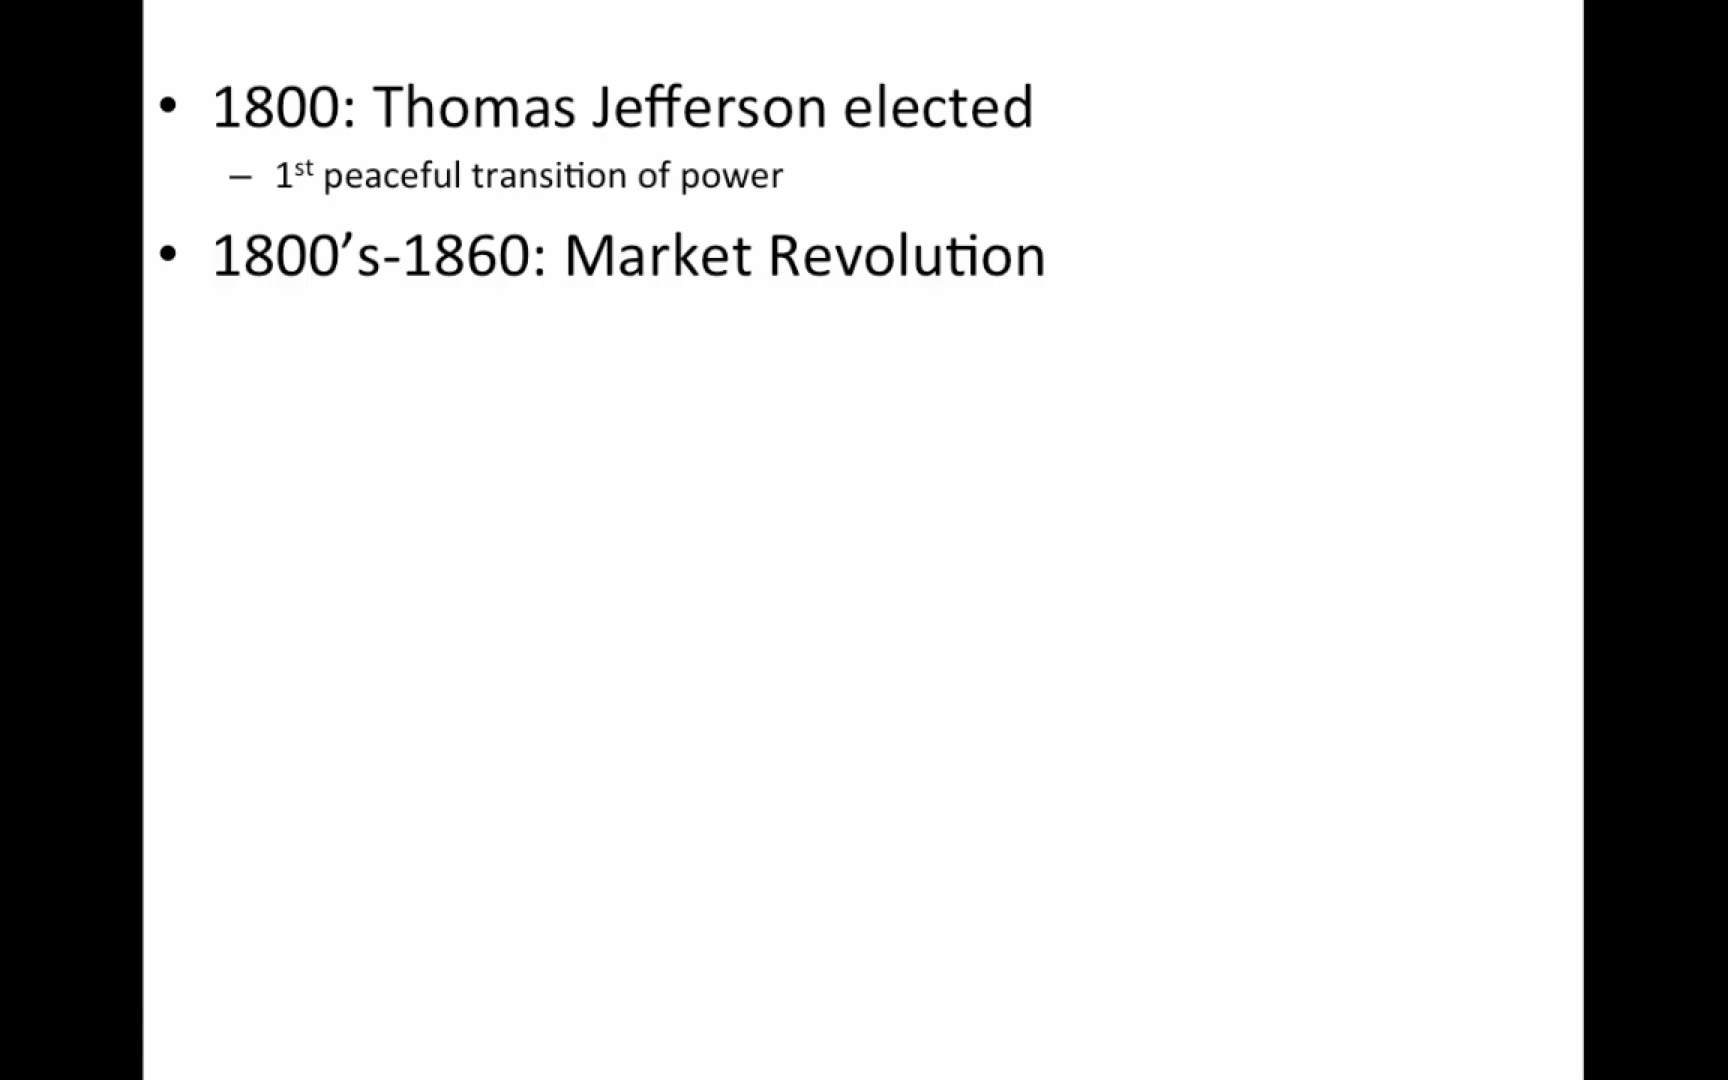 • 1800: Thomas Jefferson elected
– 1st peaceful transition of power
• 1800’s-1860: Market Revolution